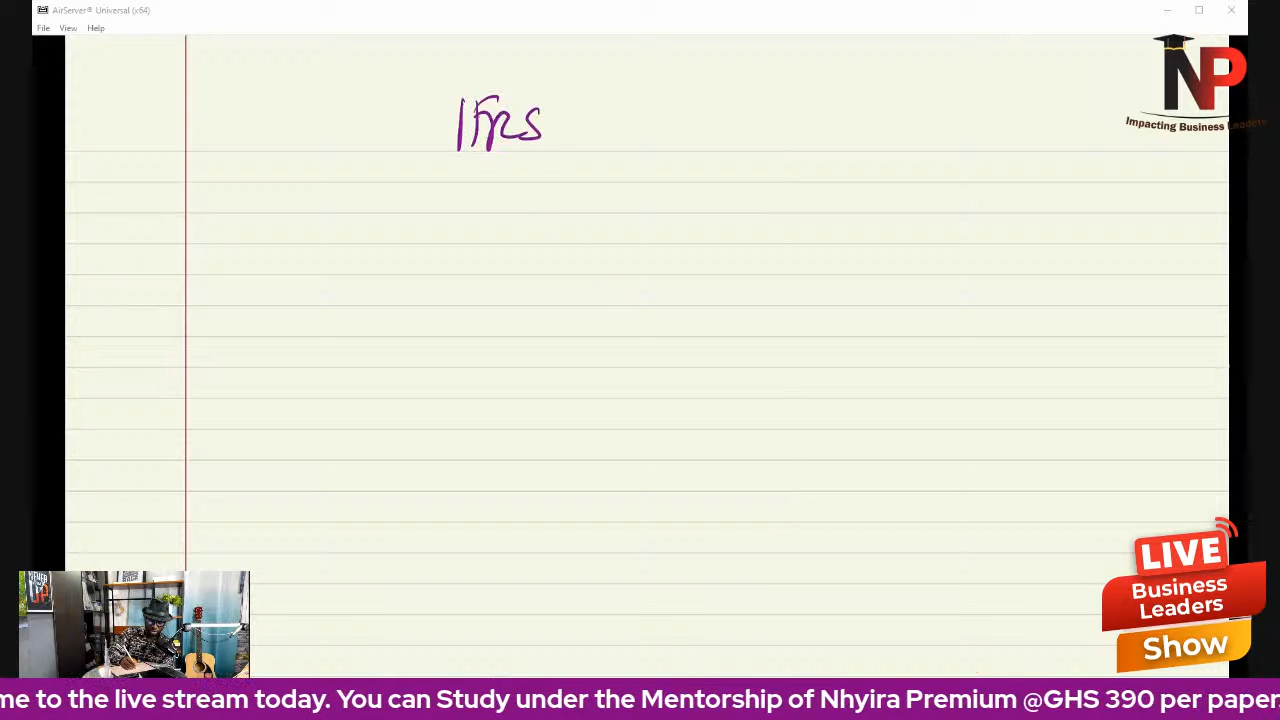 AirServer® Universal (x64)
File View Help
NP
Impacting Business Leaders
IFRS
LIVE
Business
Leaders
Show
me to the live stream today. You can Study under the Mentorship of Nhyira Premium @GHS 390 per paper.